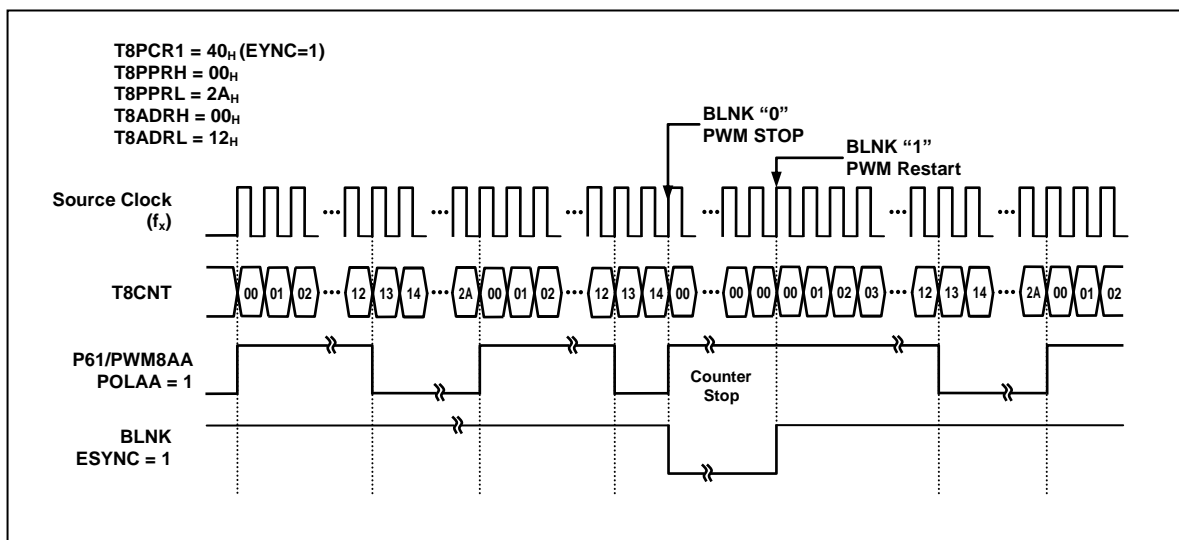 T8PCR1 = 40H (EYNC=1)
T8PPRH = 00H
T8PPRL = 2AH
T8ADRH = 00H
T8ADRL = 12H
BLNK “0”
PWM STOP
BLNK “1”
PWM Restart
Source Clock
(fx)
... ... ... ... ... ...
T8CNT
00 01 02 ... 12 13 14 ... 2A 00 01 02 ... 12 13 14 00 ... 00 00 00 01 02 03 ... 12 13 14 ... 2A 00 01 02
P61/PWM8AA
POLAA = 1
Counter
Stop
BLNK
ESYNC = 1